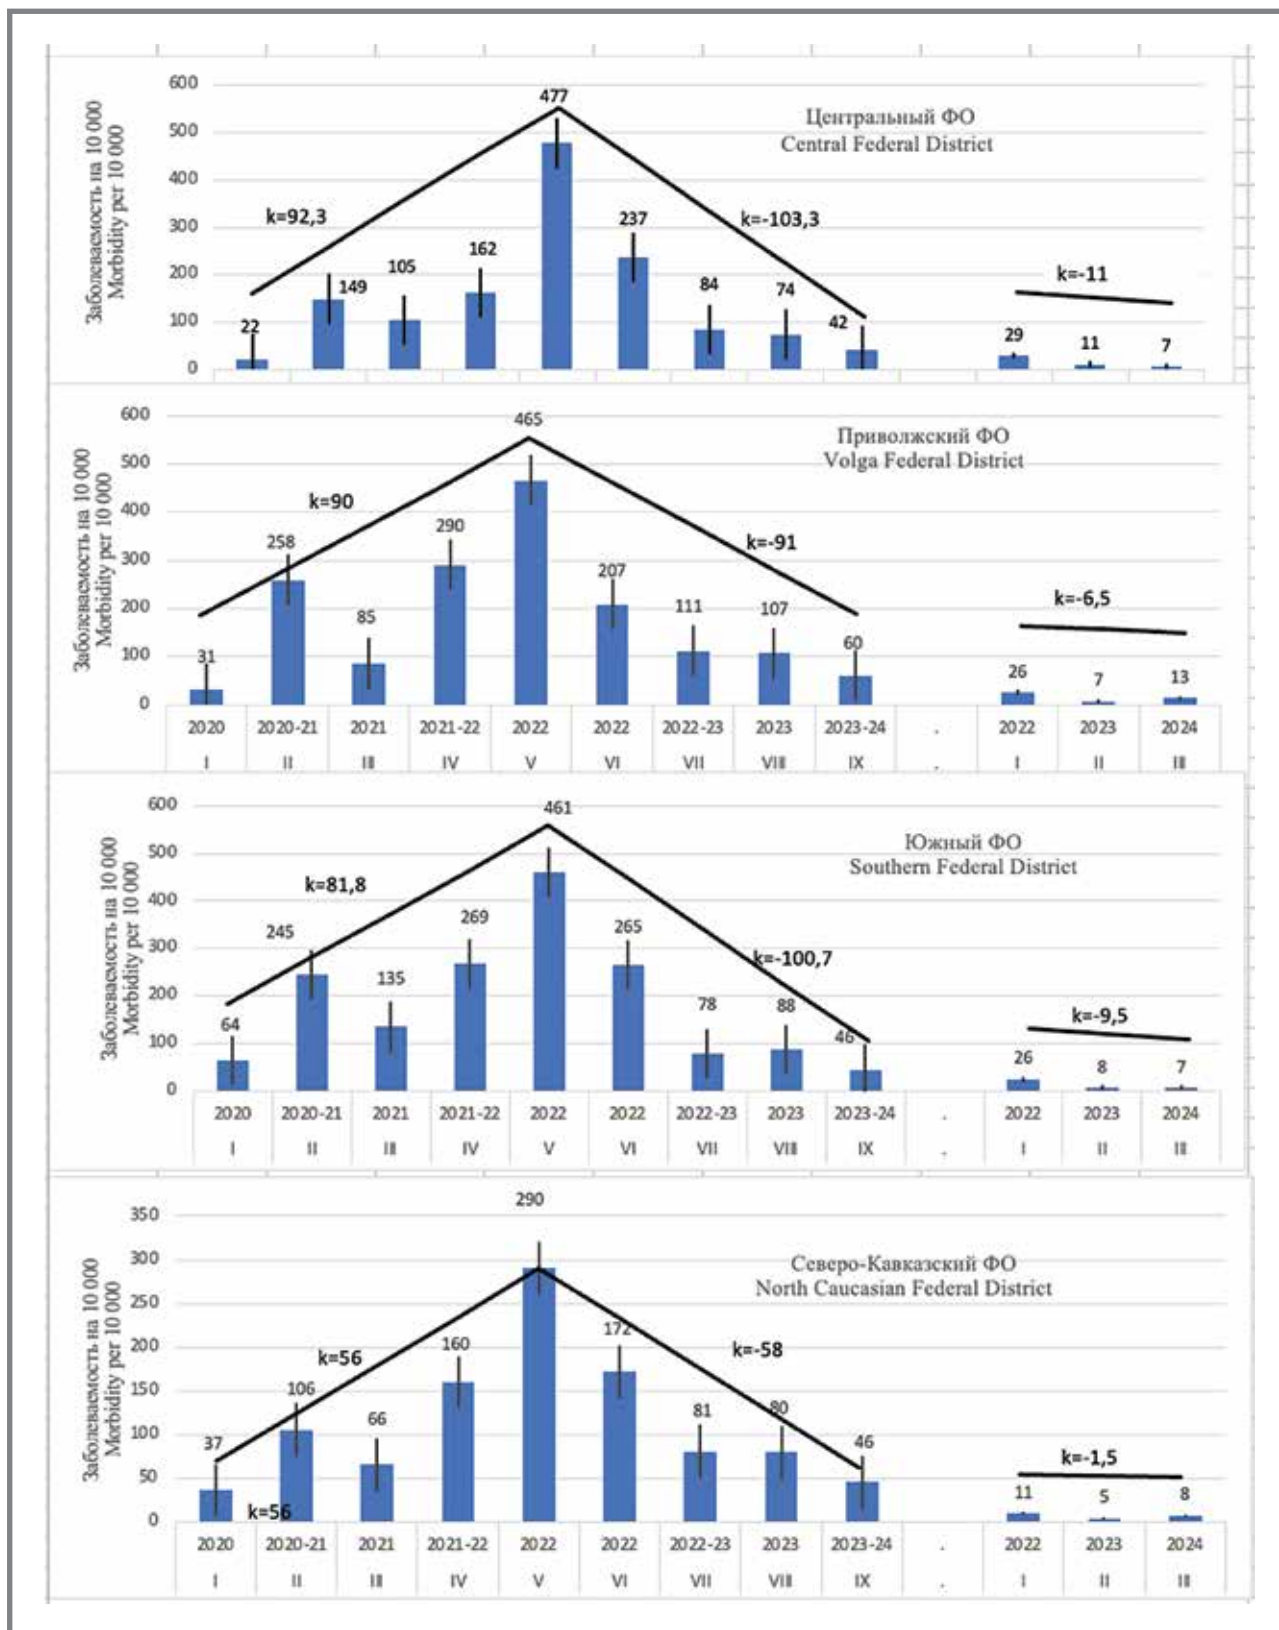 Заболеваемость на 10 000
Morbidity per 10 000
600
500
400
300
200
100
0
Центральный ФО
Central Federal District
k=92,3
k=-103,3
k=-11
22
149
105
162
477
237
84
74
42
29
11
7
Заболеваемость на 10 000
Morbidity per 10 000
600
500
400
300
200
100
0
Приволжский ФО
Volga Federal District
k=90
k=-91
k=-6,5
31
258
85
290
465
207
111
107
60
26
7
13
2020 2020-21 2021 2021-22 2022 2022 2022-23 2023 2023-24 . 2022 2023 2024
I II III IV V VI VII VIII IX . I II III
Заболеваемость на 10 000
Morbidity per 10 000
600
500
400
300
200
100
0
Южный ФО
Southern Federal District
k=81,8
k=-100,7
k=-9,5
64
245
135
269
461
265
78
88
46
26
8
7
2020 2020-21 2021 2021-22 2022 2022 2022-23 2023 2023-24 . 2022 2023 2024
I II III IV V VI VII VIII IX . I II III
Заболеваемость на 10 000
Morbidity per 10 000
350
300
250
200
150
100
50
0
Северо-Кавказский ФО
North Caucasian Federal District
k=56
k=-58
k=-1,5
37
106
66
160
290
172
81
80
46
11
5
8
k=56
2020 2020-21 2021 2021-22 2022 2022 2022-23 2023 2023-24 . 2022 2023 2024
I II III IV V VI VII VIII IX . I II III